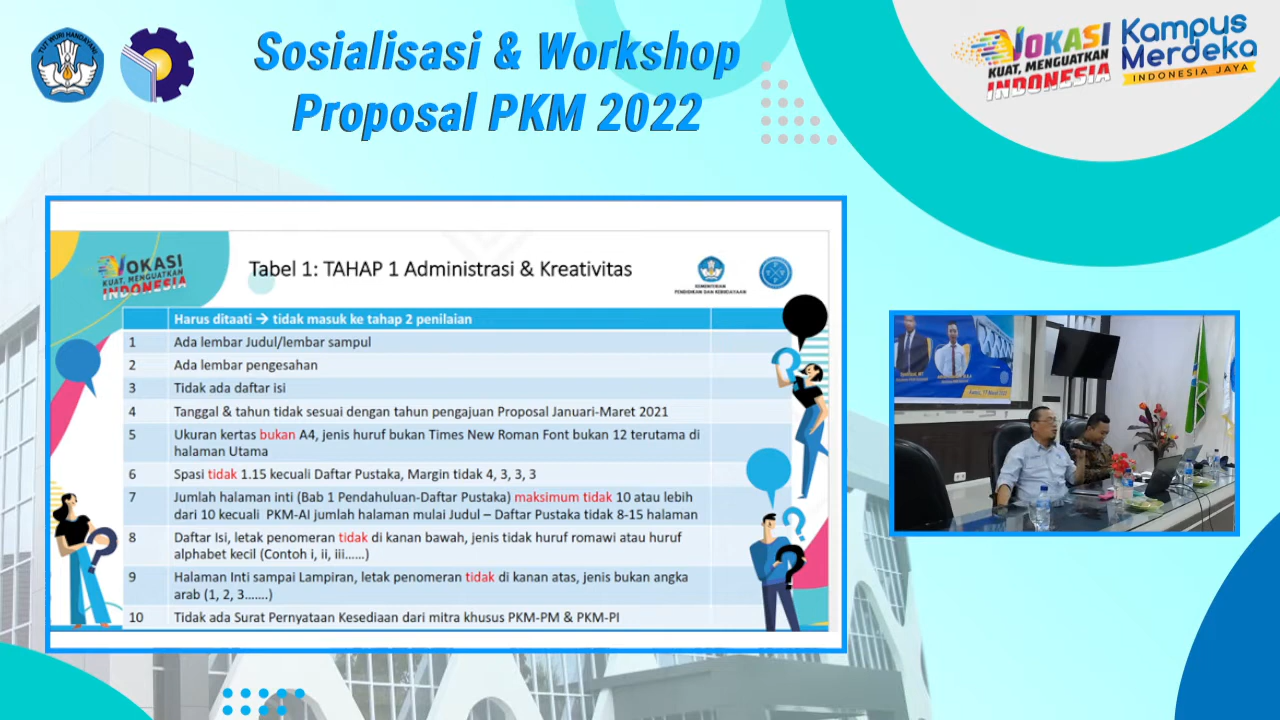 TUT WURI HANDAYANI
Sosialisasi & Workshop
Proposal PKM 2022
VOKASI
KUAT, MENGUATKAN
INDONESIA
Kampus
Merdeka
INDONESIA JAYA
VOKASI
KUAT, MENGUATKAN
INDONESIA
Tabel 1: TAHAP 1 Administrasi & Kreativitas
KEMENTERIAN
PENDIDIKAN DAN KEBUDAYAAN
Harus ditaati → tidak masuk ke tahap 2 penilaian
1 Ada lembar Judul/lembar sampul
2 Ada lembar pengesahan
3 Tidak ada daftar isi
4 Tanggal & tahun tidak sesuai dengan tahun pengajuan Proposal Januari-Maret 2021
5 Ukuran kertas bukan A4, jenis huruf bukan Times New Roman Font bukan 12 terutama di
halaman Utama
6 Spasi tidak 1.15 kecuali Daftar Pustaka, Margin tidak 4, 3, 3, 3
7 Jumlah halaman inti (Bab 1 Pendahuluan-Daftar Pustaka) maksimum tidak 10 atau lebih
dari 10 kecuali PKM-AI jumlah halaman mulai Judul – Daftar Pustaka tidak 8-15 halaman
8 Daftar Isi, letak penomeran tidak di kanan bawah, jenis tidak huruf romawi atau huruf
alphabet kecil (Contoh i, ii, iii......)
9 Halaman Inti sampai Lampiran, letak penomeran tidak di kanan atas, jenis bukan angka
arab (1, 2, 3.......)
10 Tidak ada Surat Pernyataan Kesediaan dari mitra khusus PKM-PM & PKM-PI